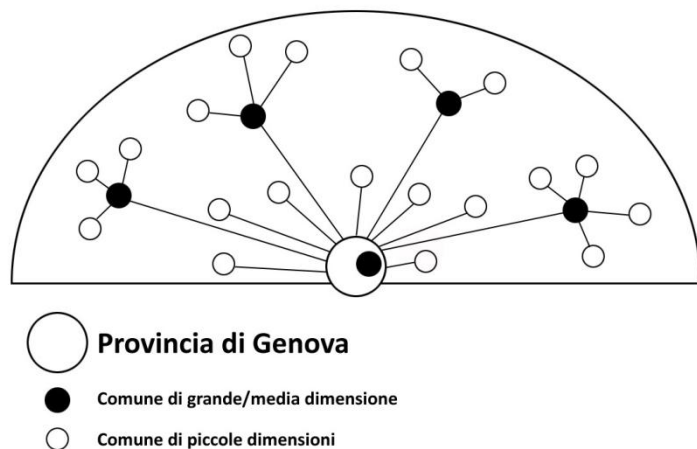 Provincia di Genova
Comune di grande/media dimensione
Comune di piccole dimensioni